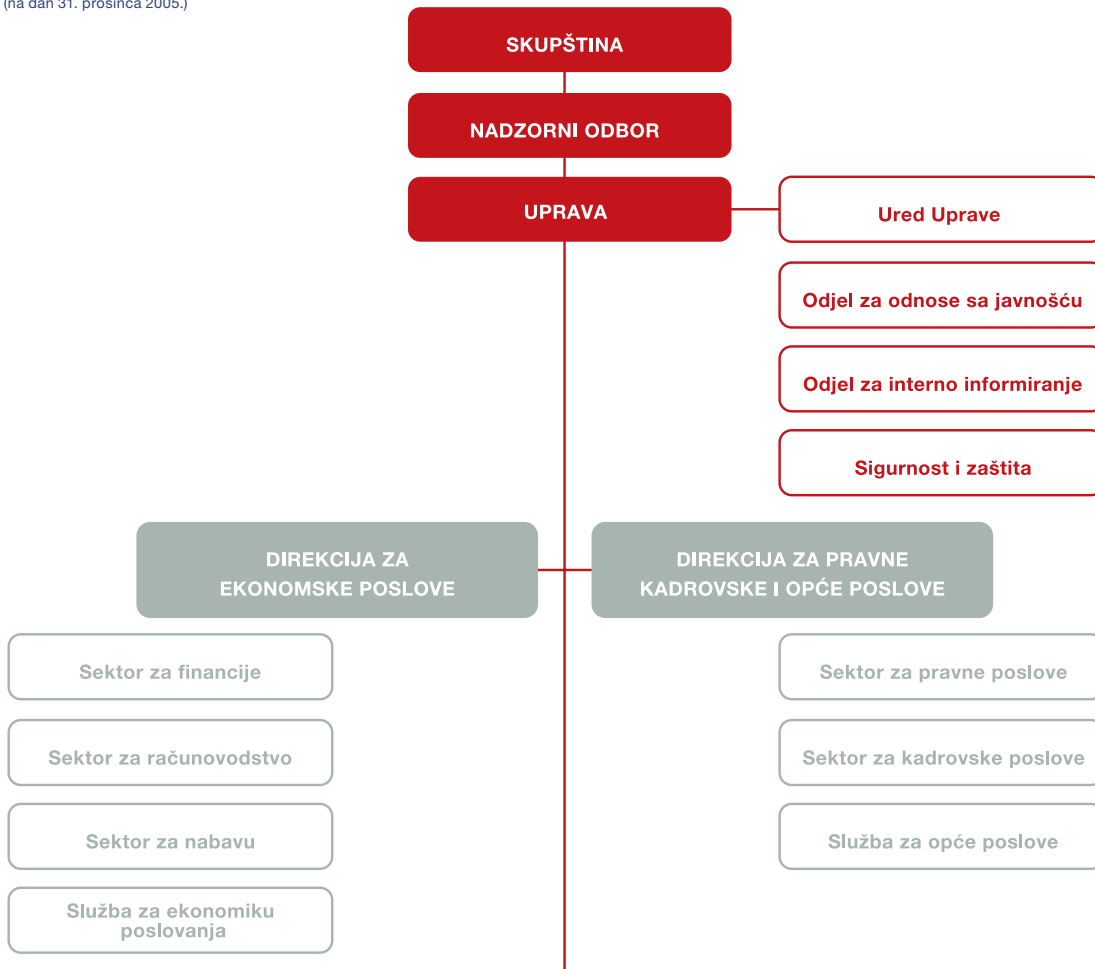 (na dan 31. prosinca 2005.)
SKUPŠTINA
NADZORNI ODBOR
UPRAVA
Ured Uprave
Odjel za odnose sa javnošću
Odjel za interno informiranje
Sigurnost i zaštita
DIREKCIJA ZA
EKONOMSKE POSLOVE
DIREKCIJA ZA PRAVNE
KADROVSKE I OPĆE POSLOVE
Sektor za financije
Sektor za računovodstvo
Sektor za nabavu
Služba za ekonomiku
poslovanja
Sektor za pravne poslove
Sektor za kadrovske poslove
Služba za opće poslove